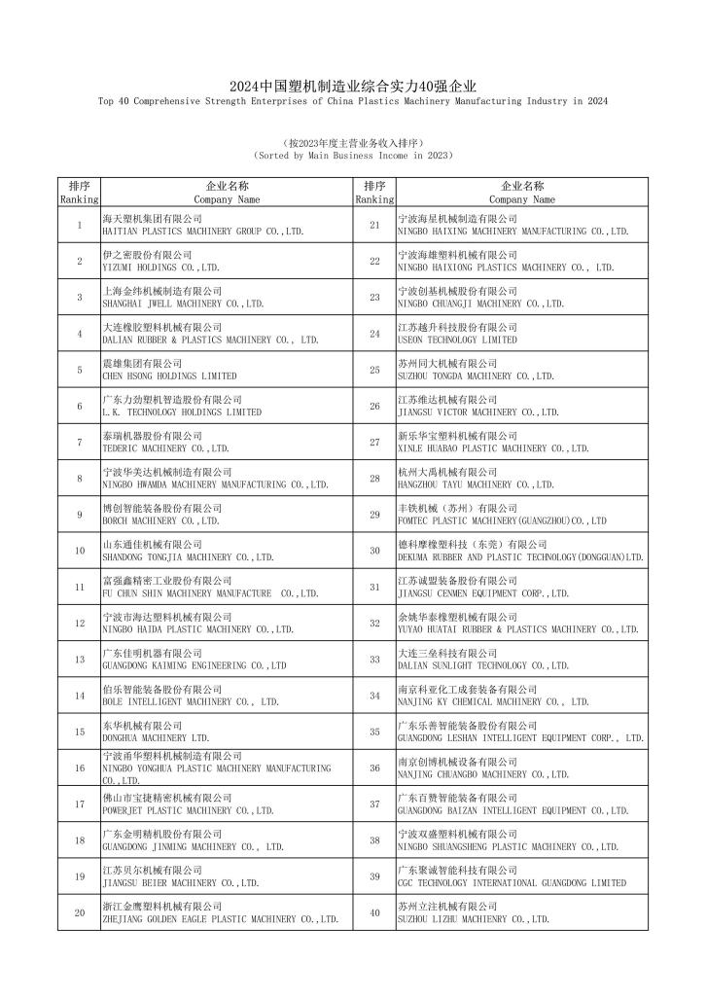 2024中国塑机制造业综合实力40强企业
Top 40 Comprehensive Strength Enterprises of China Plastics Machinery Manufacturing Industry in 2024
（按2023年度主营业务收入排序）
（Sorted by Main Business Income in 2023）
排序 企业名称 排序 企业名称
Ranking Company Name Ranking Company Name
1 海天塑机集团有限公司
HAITIAN PLASTICS MACHINERY GROUP CO.,LTD.
2 伊之密股份有限公司
YIZUMI HOLDINGS CO.,LTD.
3 上海金纬机械制造有限公司
SHANGHAI JWELL MACHINERY CO.,LTD.
4 大连橡胶塑料机械有限公司
DALIAN RUBBER & PLASTICS MACHINERY CO., LTD.
5 震雄集团有限公司
CHEN HSONG HOLDINGS LIMITED
6 广东力劲塑机智造股份有限公司
L.K. TECHNOLOGY HOLDINGS LIMITED
7 泰瑞机器股份有限公司
TEDERIC MACHINERY CO.,LTD.
8 宁波华美达机械制造有限公司
NINGBO HWAMDA MACHINERY MANUFACTURING CO.,LTD.
9 博创智能装备股份有限公司
BORCH MACHINERY CO.,LTD.
10 山东通佳机械有限公司
SHANDONG TONGJIA MACHINERY CO.,LTD.
11 富强鑫精密工业股份有限公司
FU CHUN SHIN MACHINERY MANUFACTURE CO.,LTD.
12 宁波市海达塑料机械有限公司
NINGBO HAIDA PLASTIC MACHINERY CO.,LTD.
13 广东佳明机器有限公司
GUANGDONG KAIMING ENGINEERING CO.,LTD
14 伯乐智能装备股份有限公司
BOLE INTELLIGENT MACHINERY CO., LTD.
15 东华机械有限公司
DONGHUA MACHINERY LTD.
16 宁波甬华塑料机械制造有限公司
NINGBO YONGHUA PLASTIC MACHINERY MANUFACTURING
CO.,LTD.
17 佛山市宝捷精密机械有限公司
POWERJET PLASTIC MACHINERY CO.,LTD.
18 广东金明精机股份有限公司
GUANGDONG JINMING MACHINERY CO., LTD.
19 江苏贝尔机械有限公司
JIANGSU BEIER MACHINERY CO.,LTD.
20 浙江金鹰塑料机械有限公司
ZHEJIANG GOLDEN EAGLE PLASTIC MACHINERY CO.,LTD.
21 宁波海星机械制造有限公司
NINGBO HAIXING MACHINERY MANUFACTURING CO.,LTD.
22 宁波海雄塑料机械有限公司
NINGBO HAIXIONG PLASTICS MACHINERY CO., LTD.
23 宁波创基机械股份有限公司
NINGBO CHUANGJI MACHINERY CO.,LTD.
24 江苏越升科技股份有限公司
USEON TECHNOLOGY LIMITED
25 苏州同大机械有限公司
SUZHOU TONGDA MACHINERY CO.,LTD.
26 江苏维达机械有限公司
JIANGSU VICTOR MACHINERY CO.,LTD.
27 新乐华宝塑料机械有限公司
XINLE HUABAO PLASTIC MACHINERY CO.,LTD.
28 杭州大禹机械有限公司
HANGZHOU TAYU MACHINERY CO.,LTD.
29 丰铁机械（苏州）有限公司
FOMTEC PLASTIC MACHINERY(GUANGZHOU)CO.,LTD
30 德科摩橡塑科技（东莞）有限公司
DEKUMA RUBBER AND PLASTIC TECHNOLOGY(DONGGUAN)LTD.
31 江苏诚盟装备股份有限公司
JIANGSU CENMEN EQUIPMENT CORP.,LTD.
32 余姚华泰橡塑机械有限公司
YUYAO HUATAI RUBBER & PLASTICS MACHINERY CO.,LTD.
33 大连三垒科技有限公司
DALIAN SUNLIGHT TECHNOLOGY CO.,LTD.
34 南京科亚化工成套装备有限公司
NANJING KY CHEMICAL MACHINERY CO., LTD.
35 广东乐善智能装备股份有限公司
GUANGDONG LESHAN INTELLIGENT EQUIPMENT CORP., LTD.
36 南京创博机械设备有限公司
NANJING CHUANGBO MACHINERY CO.,LTD.
37 广东百赞智能装备有限公司
GUANGDONG BAIZAN INTELLIGENT EQUIPMENT CO.,LTD.
38 宁波双盛塑料机械有限公司
NINGBO SHUANGSHENG PLASTIC MACHINERY CO.,LTD.
39 广东聚诚智能科技有限公司
CGC TECHNOLOGY INTERNATIONAL GUANGDONG LIMITED
40 苏州立注机械有限公司
SUZHOU LIZHU MACHIENRY CO.,LTD.